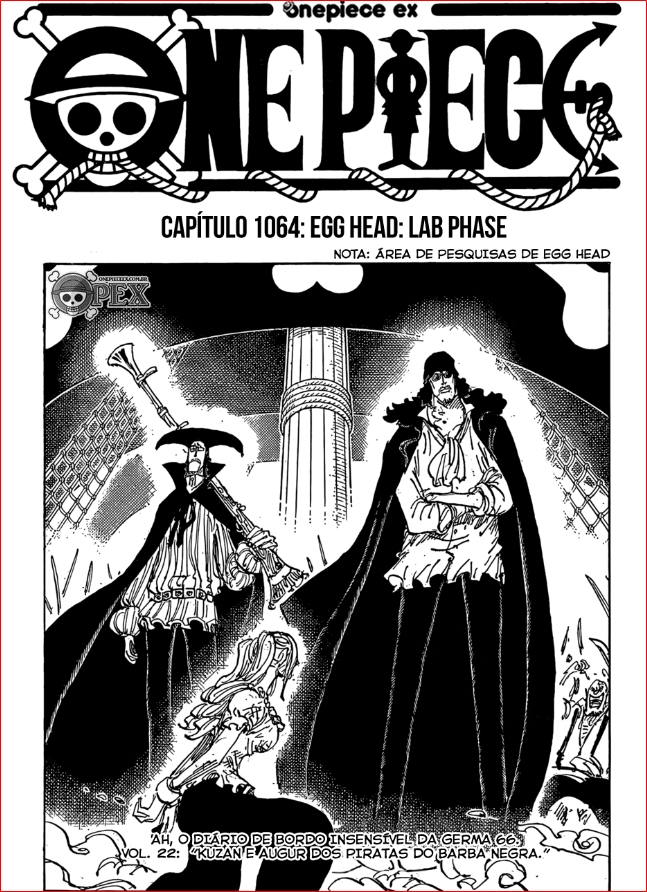 onepiece ex
ONE PIECE
CAPÍTULO 1064: EGG HEAD: LAB PHASE
NOTA: ÁREA DE PESQUISAS DE EGG HEAD
ONEPIECEEX.COM.BR
OPEX
"AH, O DIÁRIO DE BORDO INSENSÍVEL DA GERMA 66.
VOL. 22: "KUZAN E AUGUR DOS PIRATAS DO BARBA NEGRA."